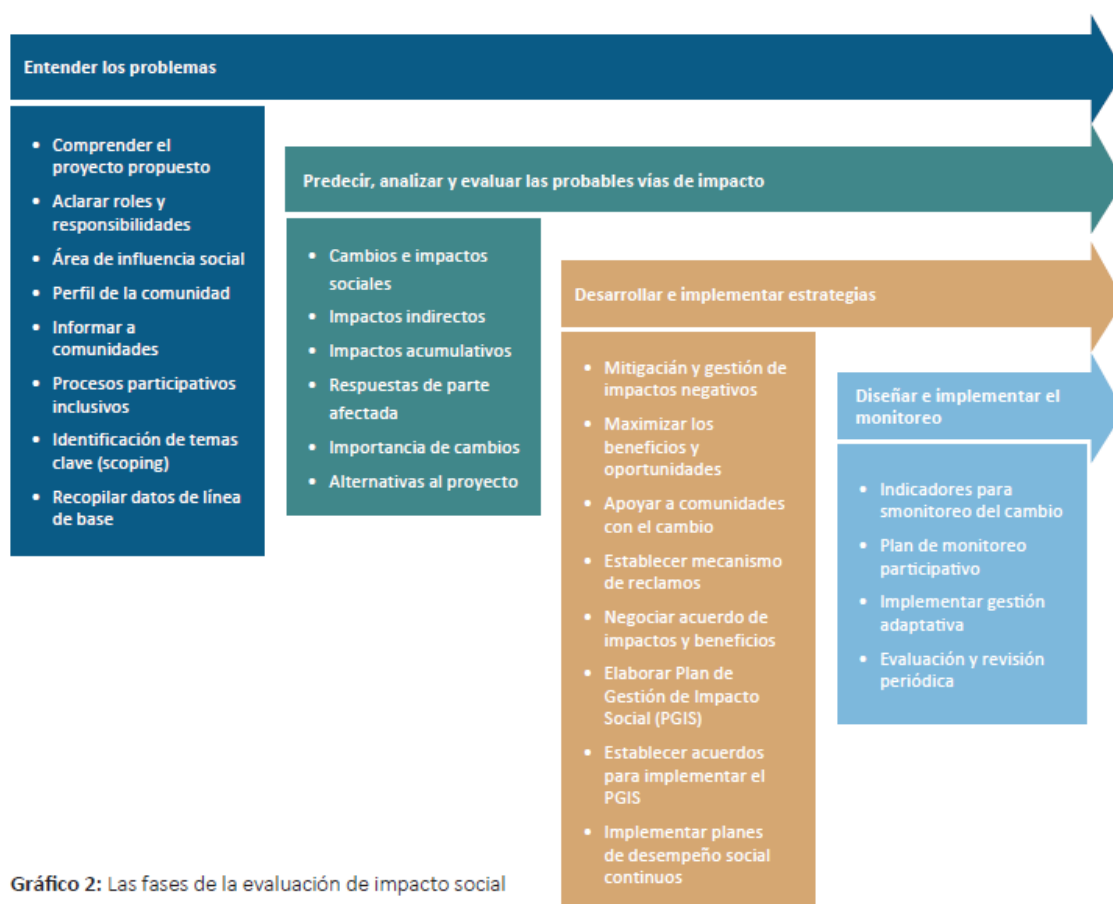 Entender los problemas
• Comprender el
proyecto propuesto
• Aclarar roles y
responsabilidades
• Área de influencia social
• Perfil de la comunidad
• Informar a
comunidades
• Procesos participativos
inclusivos
• Identificación de temas
clave (scoping)
• Recopilar datos de línea
de base
Predecir, analizar y evaluar las probables vías de impacto
• Cambios e impactos
sociales
• Impactos indirectos
• Impactos acumulativos
• Respuestas de parte
afectada
• Importancia de cambios
• Alternativas al proyecto
Desarrollar e implementar estrategias
• Mitigacián y gestión de
impactos negativos
• Maximizar los
beneficios y
oportunidades
• Apoyar a comunidades
con el cambio
• Establecer mecanismo
de reclamos
• Negociar acuerdo de
impactos y beneficios
• Elaborar Plan de
Gestión de Impacto
Social (PGIS)
• Establecer acuerdos
para implementar el
PGIS
• Implementar planes
de desempeño social
continuos
Diseñar e implementar el
monitoreo
• Indicadores para
smonitoreo del cambio
• Plan de monitoreo
participativo
• Implementar gestión
adaptativa
• Evaluación y revisión
periódica
Gráfico 2: Las fases de la evaluación de impacto social